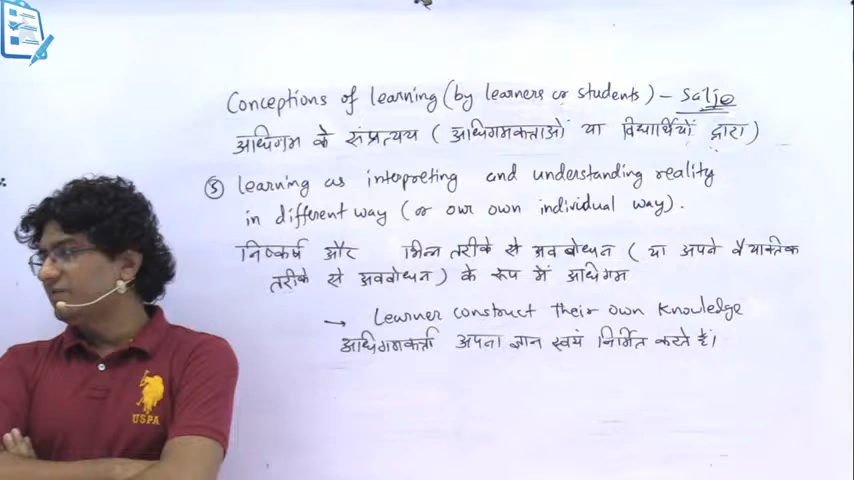 Conceptions of learning (by learners or students) - Saljo
अधिगम के संप्रत्यय ( अधिगमकर्त्ताओं या विद्यार्थियों द्वारा )
⑤ learning as interpreting and understanding reality
in different way (or our own individual way).
निष्कर्ष और भिन्न तरीके से अवबोधन ( या अपने वैयक्तिक
तरीके से अवबोधन ) के रूप में अधिगम
→ Learner construct their own knowledge
अधिगमकर्त्ता अपना ज्ञान स्वयं निर्मित करते हैं।
USPA